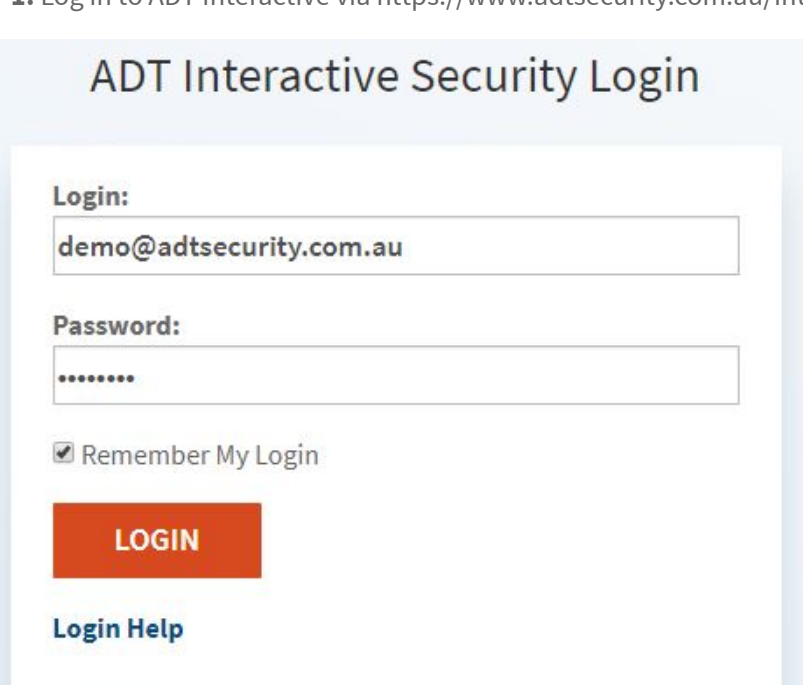 1. Log in to ADT Interactive via https://www.adtsecurity.com.au/
ADT Interactive Security Login
Login:
demo@adtsecurity.com.au
Password:
••••••••
Remember My Login
LOGIN
Login Help